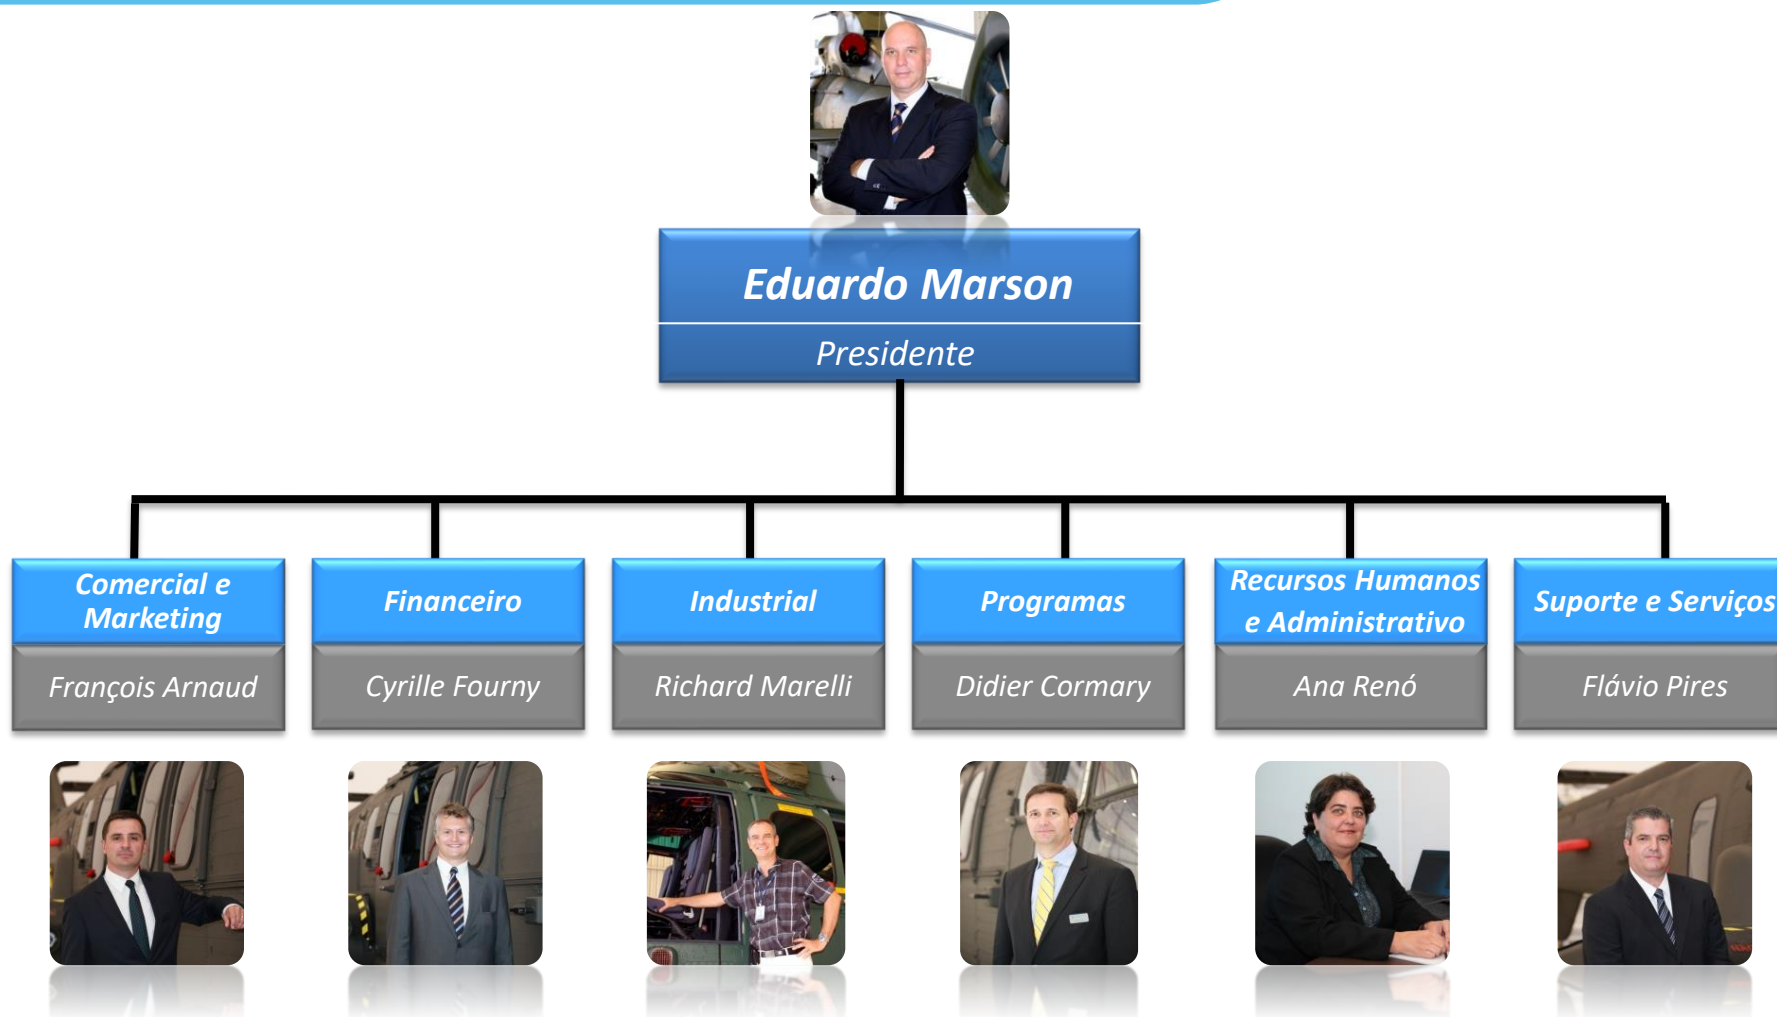 Eduardo Marson
Presidente
Comercial e
Marketing
François Arnaud
Financeiro
Cyrille Fourny
Industrial
Richard Marelli
Programas
Didier Cormary
Recursos Humanos
e Administrativo
Ana Renó
Suporte e Serviços
Flávio Pires